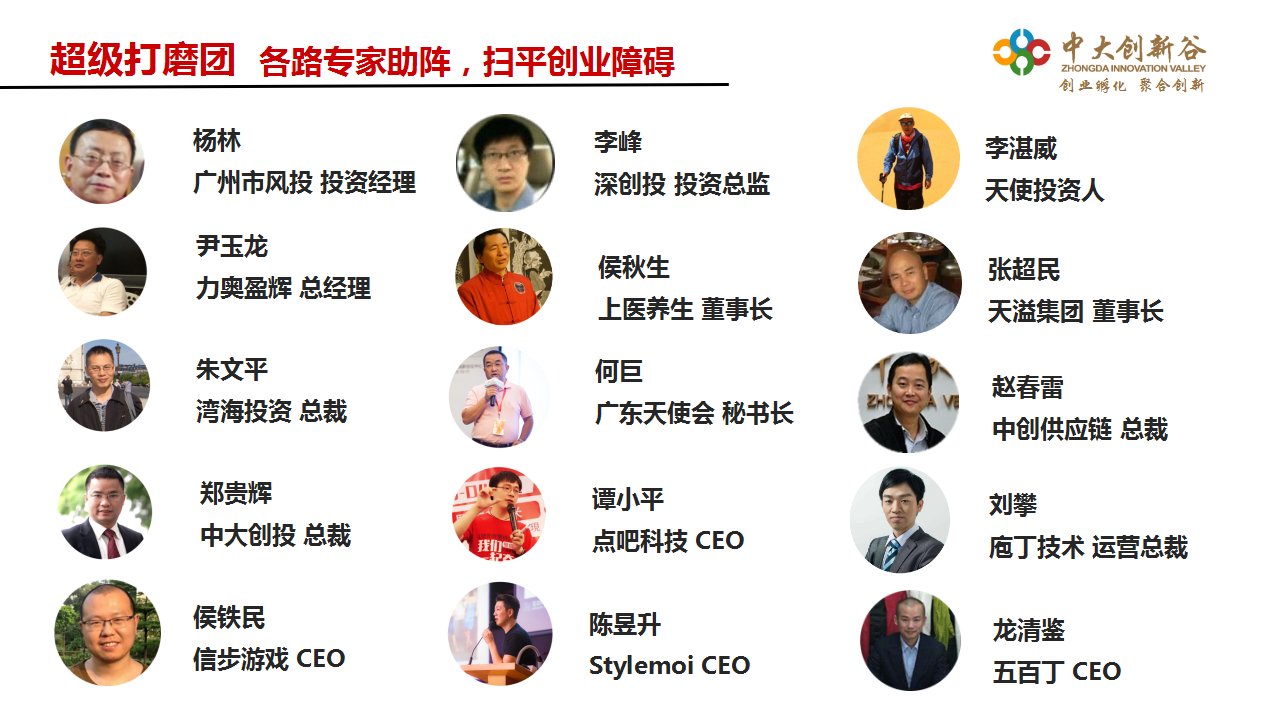 超级打磨团 各路专家助阵，扫平创业障碍
中大创新谷
ZHONGDA INNOVATION VALLEY
创业孵化 聚合创新
杨林
广州市风投 投资经理
李峰
深创投 投资总监
李湛威
天使投资人
尹玉龙
力奥盈辉 总经理
侯秋生
上医养生 董事长
张超民
天溢集团 董事长
朱文平
湾海投资 总裁
何巨
广东天使会 秘书长
赵春雷
中创供应链 总裁
郑贵辉
中大创投 总裁
谭小平
点吧科技 CEO
我们
刘攀
庖丁技术 运营总裁
侯铁民
信步游戏 CEO
陈昱升
Stylemoi CEO
龙清鉴
五百丁 CEO